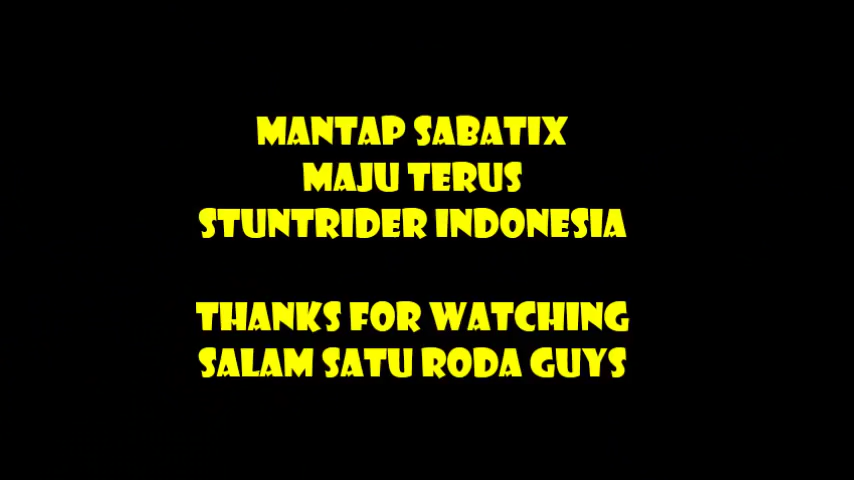 MANTAP SABATIX
MAJU TERUS
STUNTRIDER INDONESIA
THANKS FOR WATCHING
SALAM SATU RODA GUYS